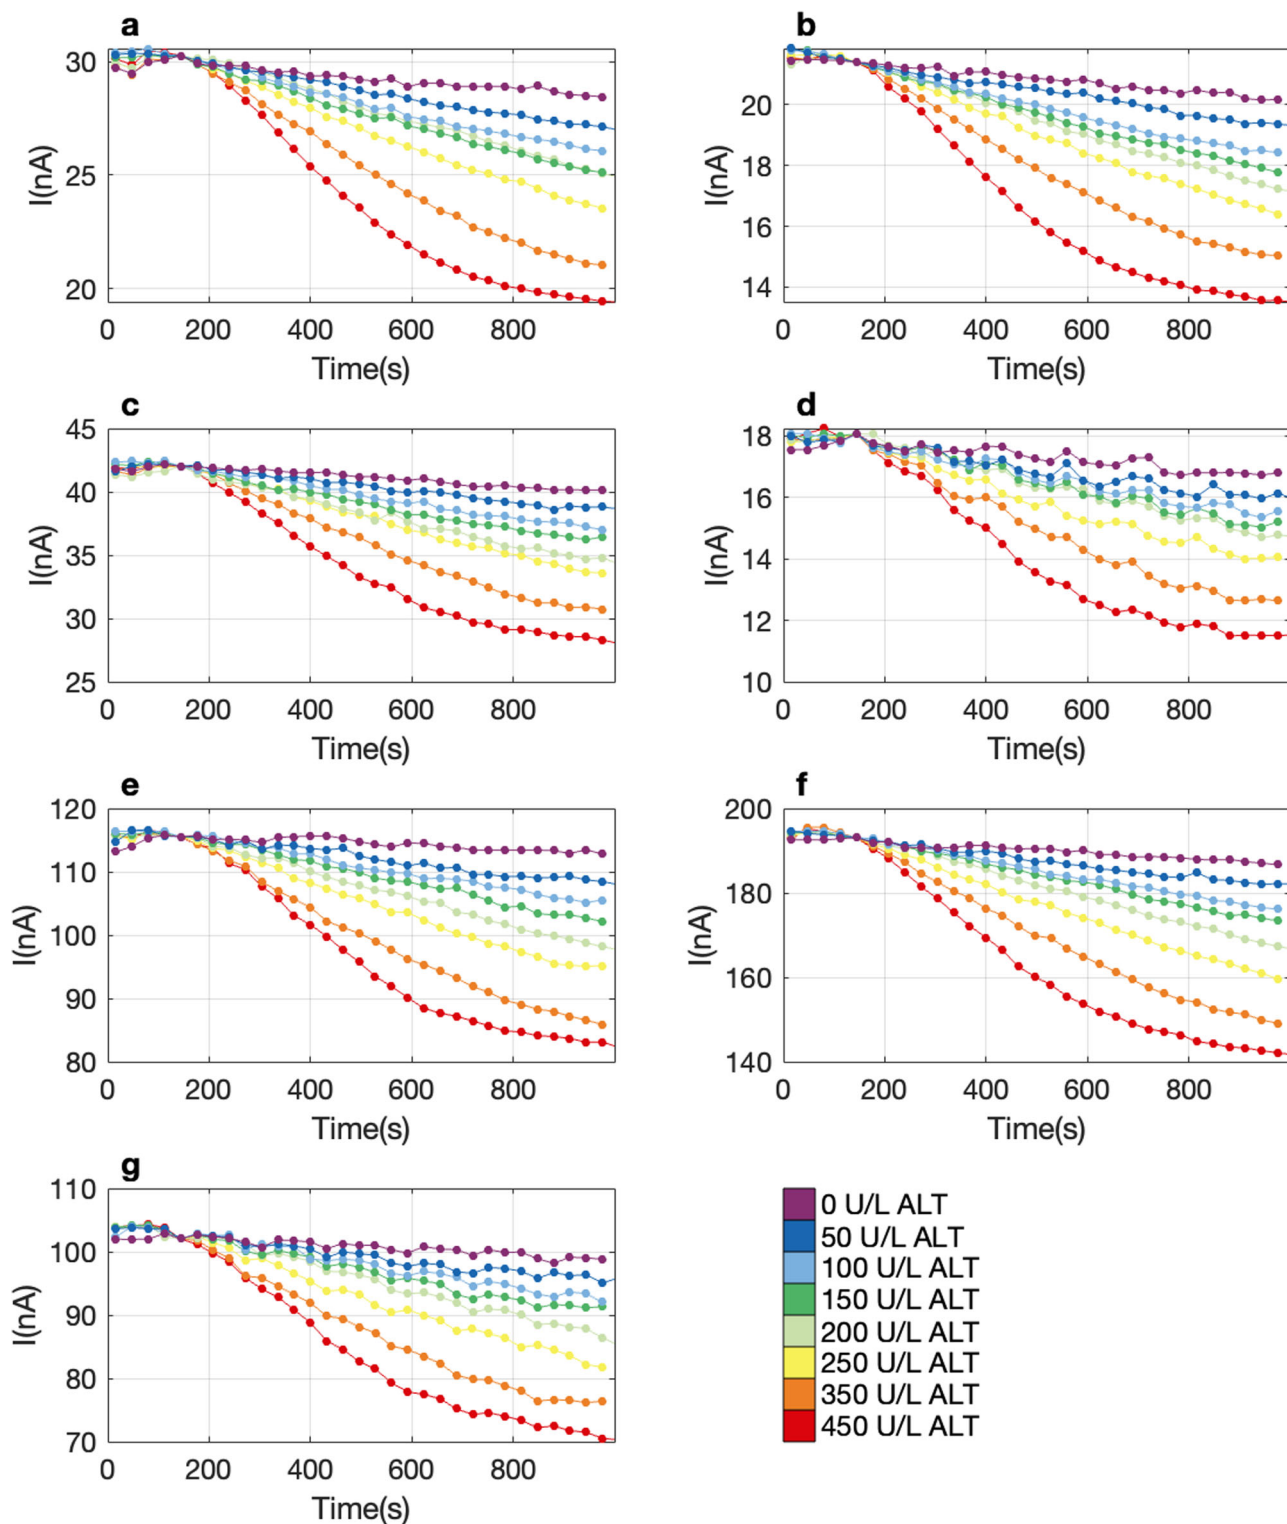 a
30
25
20
I(nA)
0 200 400 600 800
Time(s)
b
20
18
16
14
I(nA)
0 200 400 600 800
Time(s)
c
45
40
35
30
25
I(nA)
0 200 400 600 800
Time(s)
d
18
16
14
12
10
I(nA)
0 200 400 600 800
Time(s)
e
120
110
100
90
80
I(nA)
0 200 400 600 800
Time(s)
f
200
180
160
140
I(nA)
0 200 400 600 800
Time(s)
g
110
100
90
80
70
I(nA)
0 200 400 600 800
Time(s)
0 U/L ALT
50 U/L ALT
100 U/L ALT
150 U/L ALT
200 U/L ALT
250 U/L ALT
350 U/L ALT
450 U/L ALT